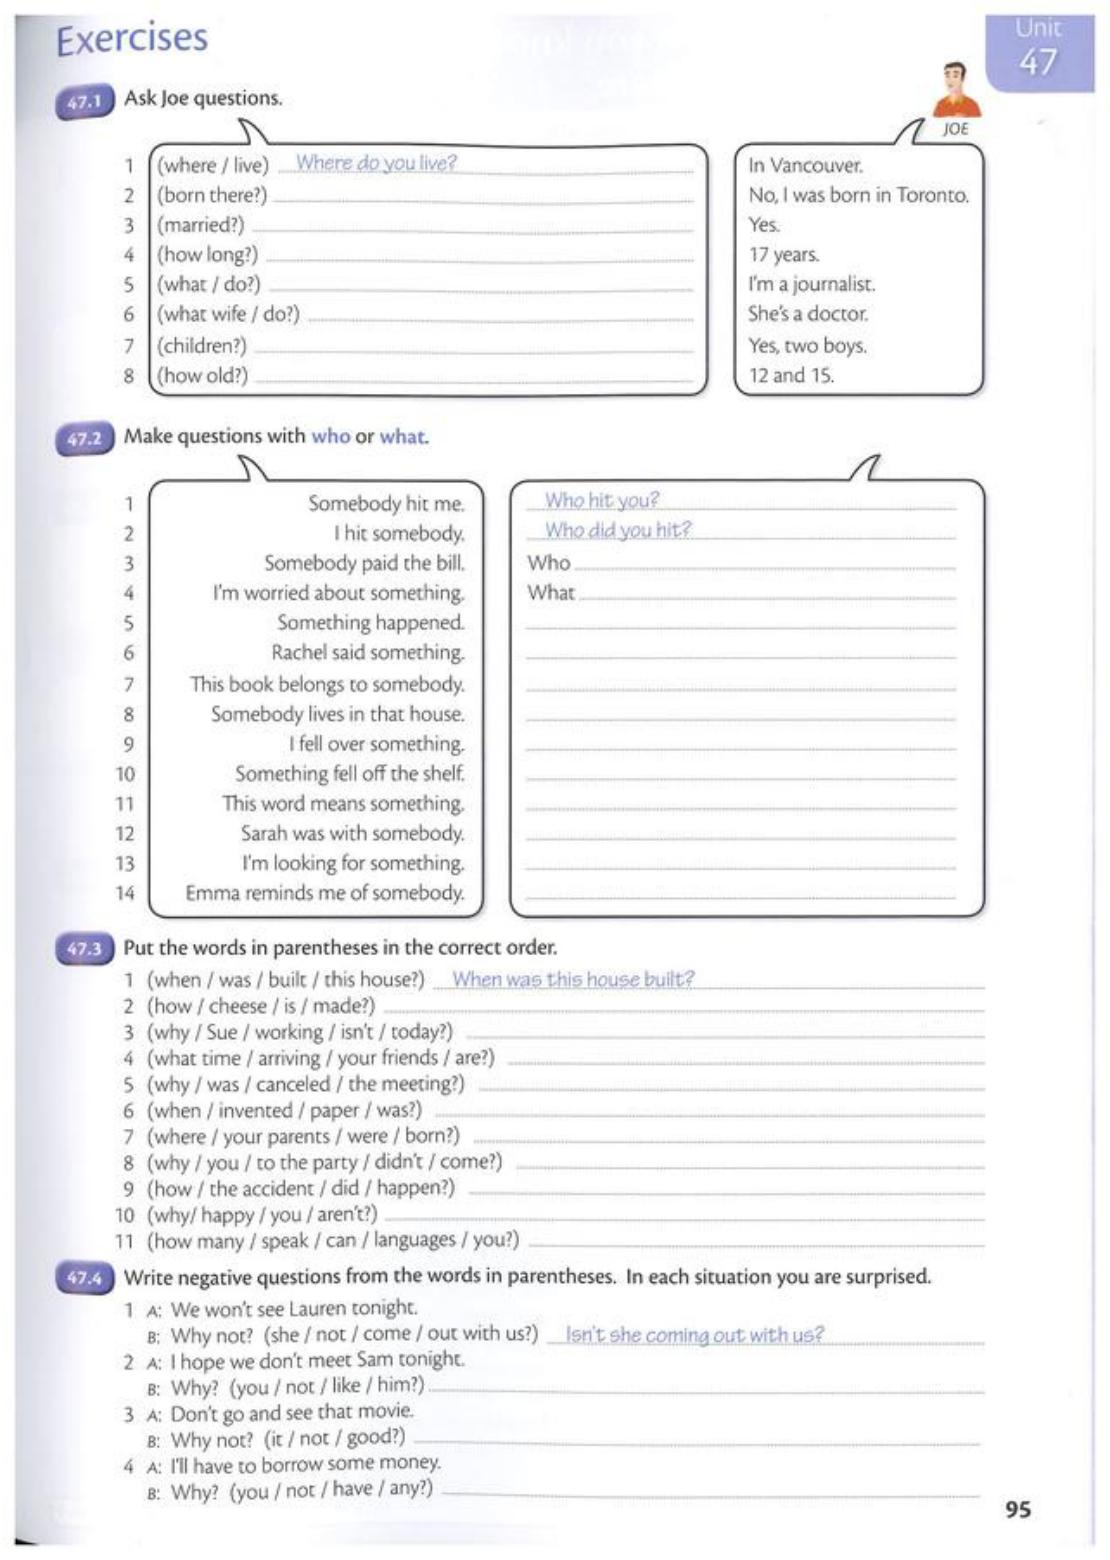 Exercises
Unit
47
47.1 Ask Joe questions.
JOE
1 (where / live) Where do you live? In Vancouver.
2 (born there?) No, I was born in Toronto.
3 (married?) Yes.
4 (how long?) 17 years.
5 (what / do?) I'm a journalist.
6 (what wife / do?) She's a doctor.
7 (children?) Yes, two boys.
8 (how old?) 12 and 15.
47.2 Make questions with who or what.
1 Somebody hit me. Who hit you?
2 I hit somebody. Who did you hit?
3 Somebody paid the bill. Who
4 I'm worried about something. What
5 Something happened.
6 Rachel said something.
7 This book belongs to somebody.
8 Somebody lives in that house.
9 I fell over something.
10 Something fell off the shelf.
11 This word means something.
12 Sarah was with somebody.
13 I'm looking for something.
14 Emma reminds me of somebody.
47.3 Put the words in parentheses in the correct order.
1 (when / was / built / this house?) When was this house built?
2 (how / cheese / is / made?)
3 (why / Sue / working / isn't / today?)
4 (what time / arriving / your friends / are?)
5 (why / was / canceled / the meeting?)
6 (when / invented / paper / was?)
7 (where / your parents / were / born?)
8 (why / you / to the party / didn't / come?)
9 (how / the accident / did / happen?)
10 (why/ happy / you / aren't?)
11 (how many / speak / can / languages / you?)
47.4 Write negative questions from the words in parentheses. In each situation you are surprised.
1 A: We won't see Lauren tonight.
B: Why not? (she / not / come / out with us?) Isn't she coming out with us?
2 A: I hope we don't meet Sam tonight.
B: Why? (you / not / like / him?)
3 A: Don't go and see that movie.
B: Why not? (it / not / good?)
4 A: I'll have to borrow some money.
B: Why? (you / not / have / any?)
95